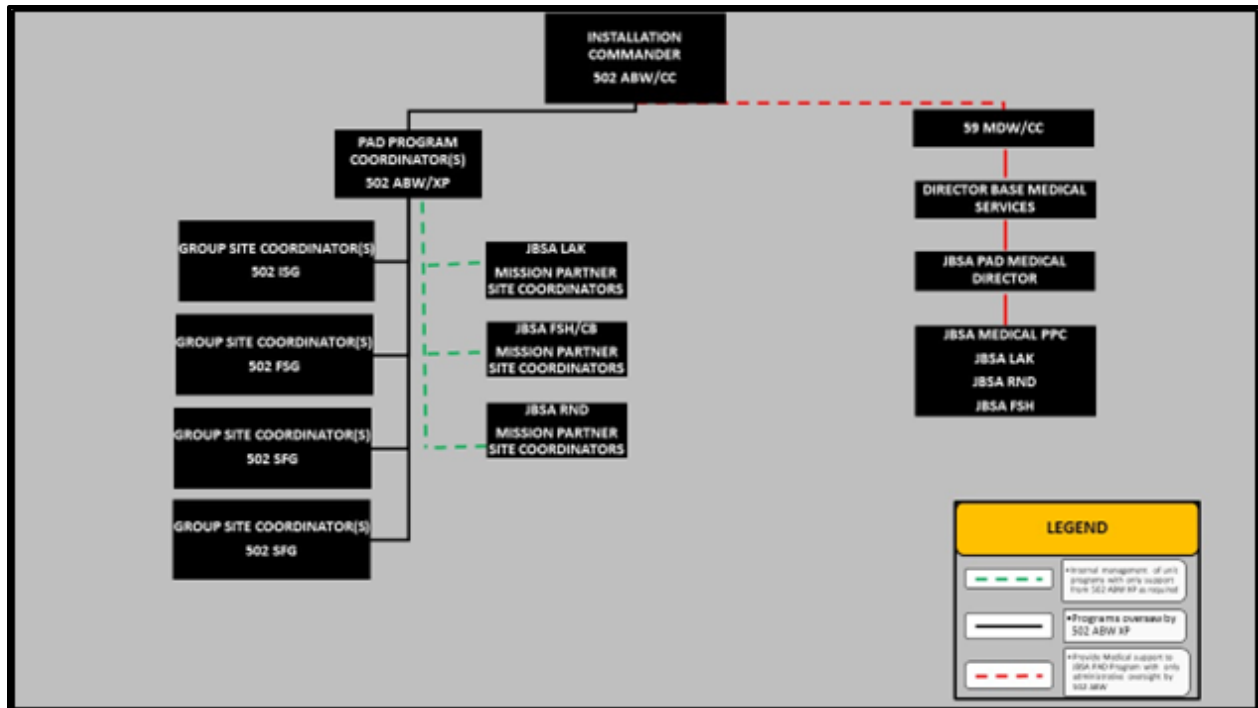 INSTALLATION
COMMANDER
502 ABW/CC
59 MDW/CC
PAD PROGRAM
COORDINATOR(S)
502 ABW/XP
DIRECTOR BASE MEDICAL
SERVICES
GROUP SITE COORDINATOR(S)
502 ISG
JBSA LAK
MISSION PARTNER
SITE COORDINATORS
JBSA PAD MEDICAL
DIRECTOR
GROUP SITE COORDINATOR(S)
502 FSG
JBSA FSH/CB
MISSION PARTNER
SITE COORDINATORS
JBSA MEDICAL PPC
JBSA LAK
JBSA RND
JBSA FSH
GROUP SITE COORDINATOR(S)
502 SFG
JBSA RND
MISSION PARTNER
SITE COORDINATORS
GROUP SITE COORDINATOR(S)
502 SFG
LEGEND
•Internal management of unit
programs with only support
from 502 ABW XP as required
•Programs oversaw by
502 ABW XP
•Provide Medical support to
JBSA PAD Program with only
administrative oversight by
502 ABW